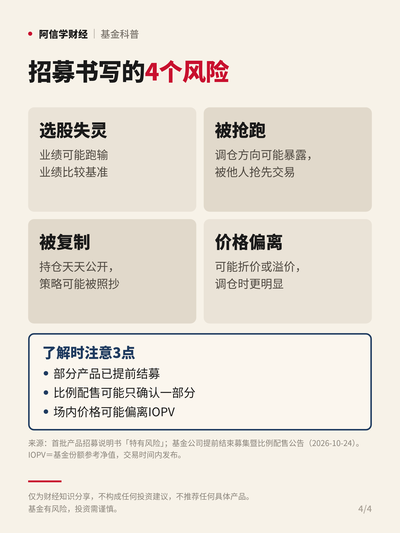 阿信学财经｜基金科普
招募书写的4个风险
选股失灵
业绩可能跑输
业绩比较基准
被抢跑
调仓方向可能暴露，
被他人抢先交易
被复制
持仓天天公开，
策略可能被照抄
价格偏离
可能折价或溢价，
调仓时更明显
了解时注意3点
• 部分产品已提前结募
• 比例配售可能只确认一部分
• 场内价格可能偏离IOPV
来源：首批产品招募说明书「特有风险」；基金公司提前结束募集暨比例配售公告（2026-10-24）。
IOPV＝基金份额参考净值，交易时间内发布。
仅为财经知识分享，不构成任何投资建议，不推荐任何具体产品。
基金有风险，投资需谨慎。
4/4